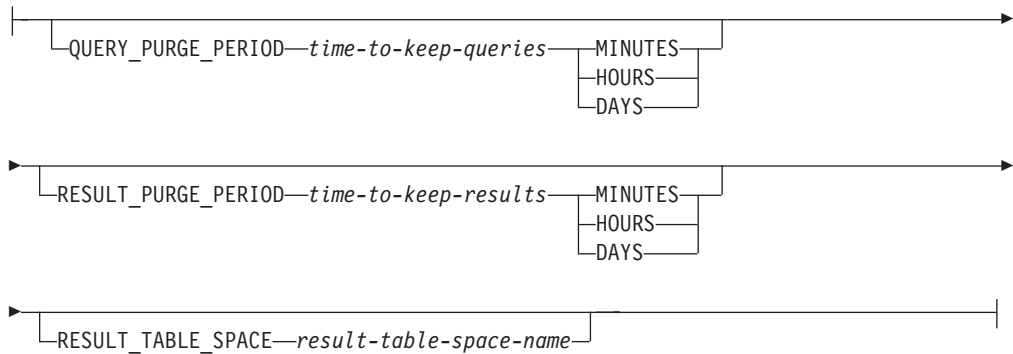 QUERY_PURGE_PERIOD time-to-keep-queries MINUTES
HOURS
DAYS
RESULT_PURGE_PERIOD time-to-keep-results MINUTES
HOURS
DAYS
RESULT_TABLE_SPACE result-table-space-name